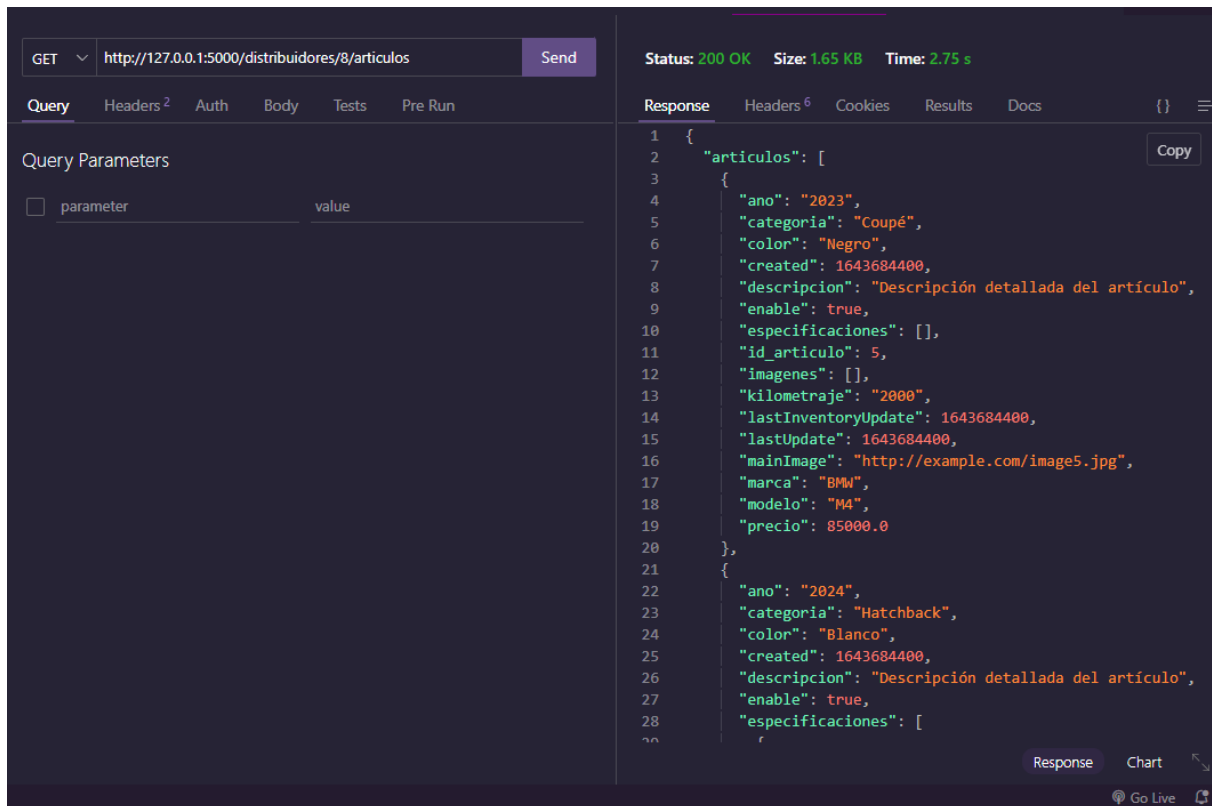 GET http://127.0.0.1:5000/distribuidores/8/articulos Send
Query Headers 2 Auth Body Tests Pre Run
Query Parameters
parameter value
Status: 200 OK Size: 1.65 KB Time: 2.75 s
Response Headers 6 Cookies Results Docs {}
Copy
1 {
2 "articulos": [
3 {
4 "ano": "2023",
5 "categoria": "Coupé",
6 "color": "Negro",
7 "created": 1643684400,
8 "descripcion": "Descripción detallada del artículo",
9 "enable": true,
10 "especificaciones": [],
11 "id_articulo": 5,
12 "imagenes": [],
13 "kilometraje": "2000",
14 "lastInventoryUpdate": 1643684400,
15 "lastUpdate": 1643684400,
16 "mainImage": "http://example.com/image5.jpg",
17 "marca": "BMW",
18 "modelo": "M4",
19 "precio": 85000.0
20 },
21 {
22 "ano": "2024",
23 "categoria": "Hatchback",
24 "color": "Blanco",
25 "created": 1643684400,
26 "descripcion": "Descripción detallada del artículo",
27 "enable": true,
28 "especificaciones": [
29 {
Response Chart
Go Live